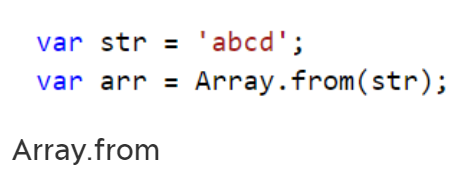 var str = 'abcd';
var arr = Array.from(str);
Array.from